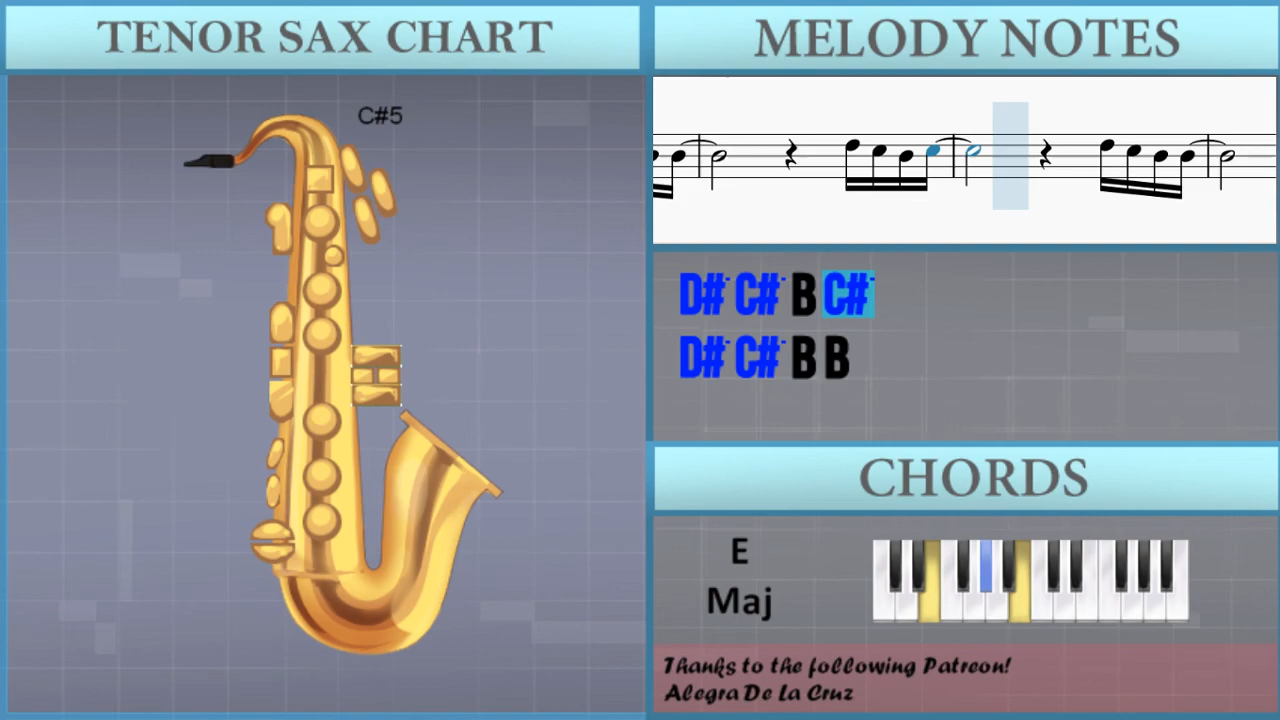 TENOR SAX CHART
C#5
MELODY NOTES
D#˙ C#˙ B C#˙
D#˙ C#˙ B B
CHORDS
E
Maj
Thanks to the following Patreon!
Alegra De La Cruz